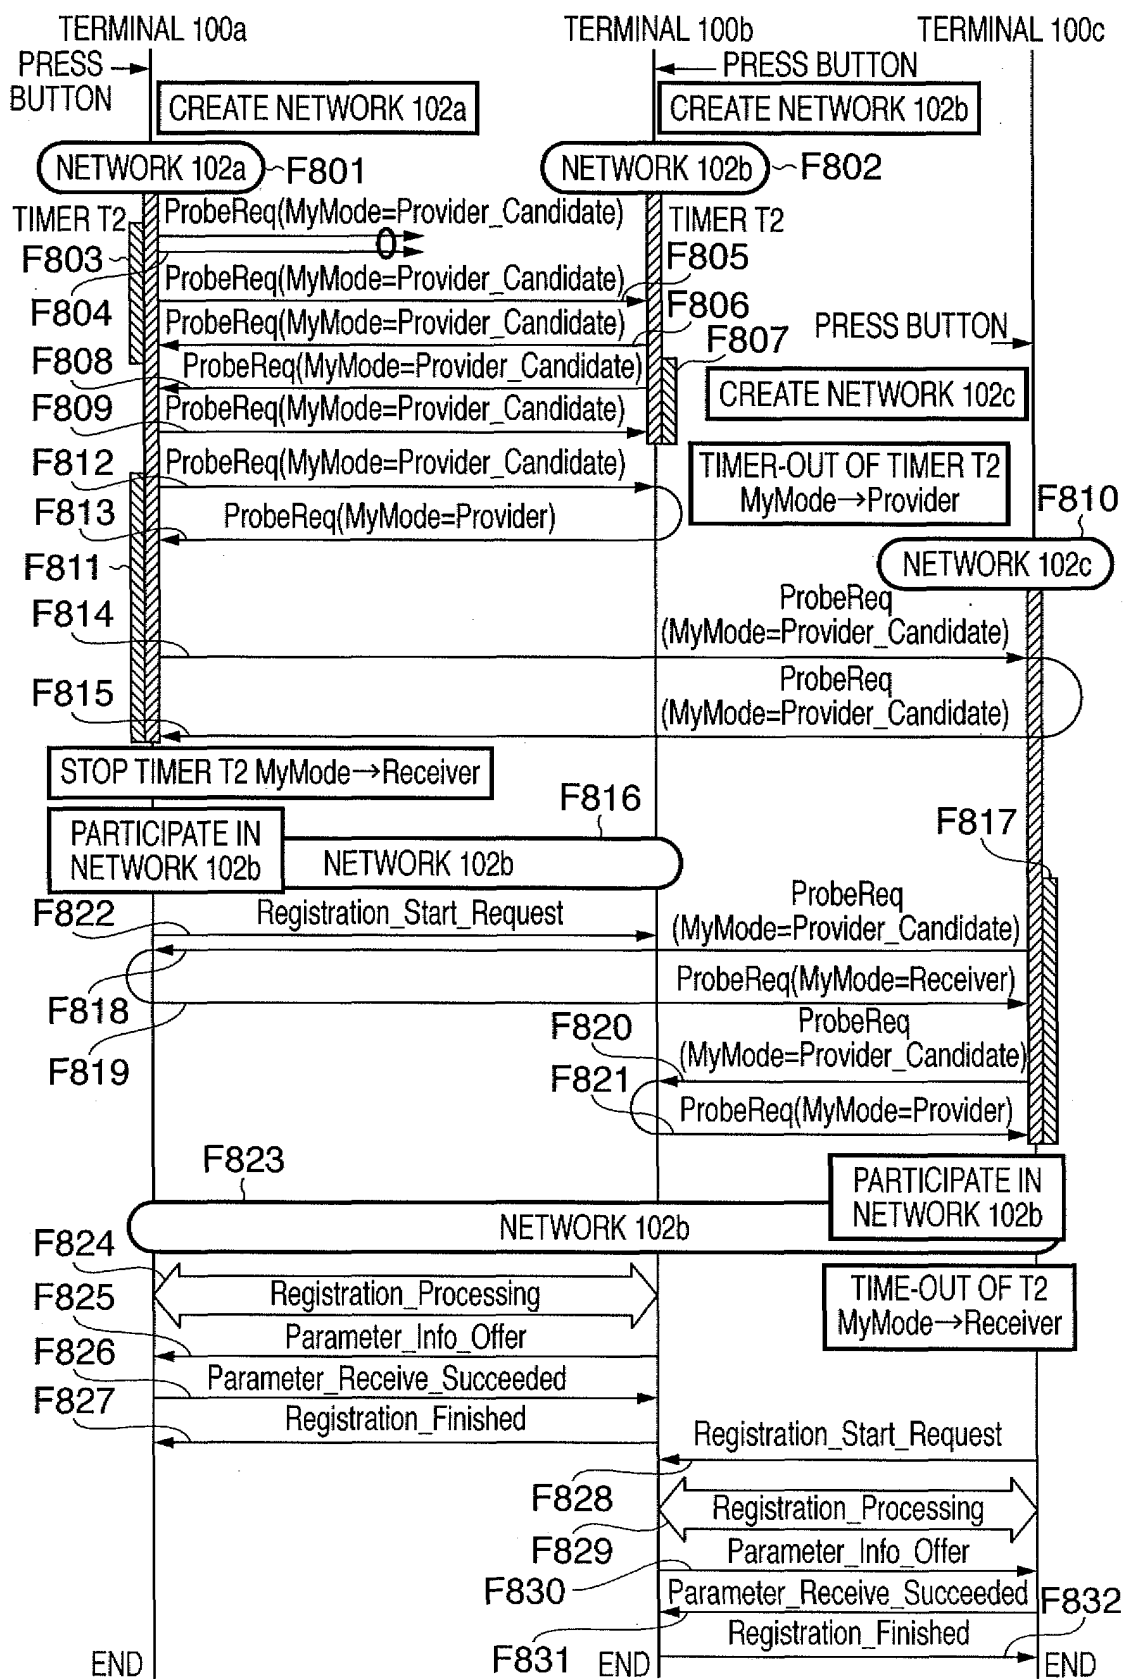 TERMINAL 100a
TERMINAL 100b
TERMINAL 100c
PRESS
BUTTON
PRESS BUTTON
CREATE NETWORK 102a
CREATE NETWORK 102b
NETWORK 102a
F801
NETWORK 102b
F802
TIMER T2
ProbeReq(MyMode=Provider_Candidate)
TIMER T2
F803
F805
ProbeReq(MyMode=Provider_Candidate)
F804
F806
ProbeReq(MyMode=Provider_Candidate)
PRESS BUTTON
F807
F808
ProbeReq(MyMode=Provider_Candidate)
CREATE NETWORK 102c
F809
ProbeReq(MyMode=Provider_Candidate)
F812
ProbeReq(MyMode=Provider_Candidate)
TIMER-OUT OF TIMER T2
MyMode→Provider
F810
F813
ProbeReq(MyMode=Provider)
NETWORK 102c
F811
ProbeReq
(MyMode=Provider_Candidate)
F814
ProbeReq
(MyMode=Provider_Candidate)
F815
STOP TIMER T2 MyMode→Receiver
F816
F817
PARTICIPATE IN
NETWORK 102b
NETWORK 102b
F822
Registration_Start_Request
ProbeReq
(MyMode=Provider_Candidate)
F818
ProbeReq(MyMode=Receiver)
F819
F820
ProbeReq
(MyMode=Provider_Candidate)
F821
ProbeReq(MyMode=Provider)
F823
PARTICIPATE IN
NETWORK 102b
NETWORK 102b
F824
Registration_Processing
TIME-OUT OF T2
MyMode→Receiver
F825
Parameter_Info_Offer
F826
Parameter_Receive_Succeeded
F827
Registration_Finished
Registration_Start_Request
F828
Registration_Processing
F829
Parameter_Info_Offer
F830
Parameter_Receive_Succeeded
F832
F831
Registration_Finished
END
END
END